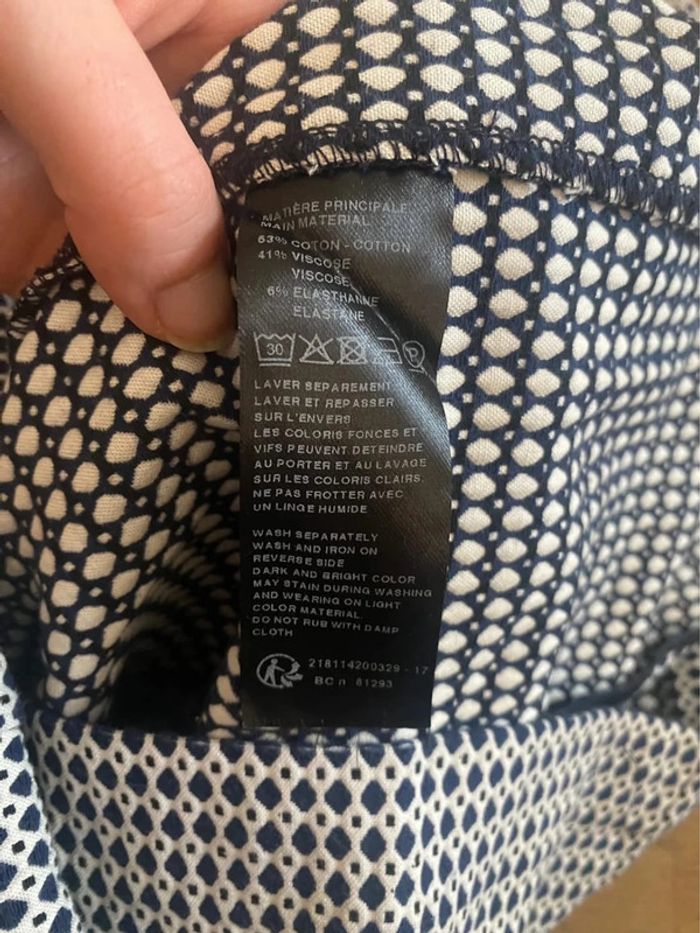 MATIÈRE PRINCIPALE
MAIN MATERIAL
53% COTON - COTTON
41% VISCOSE
VISCOSE
6% ELASTHANNE
ELASTANE
30
P
LAVER SEPAREMENT
LAVER ET REPASSER
SUR L'ENVERS
LES COLORIS FONCES ET
VIFS PEUVENT DETEINDRE
AU PORTER ET AU LAVAGE
SUR LES COLORIS CLAIRS.
NE PAS FROTTER AVEC
UN LINGE HUMIDE
WASH SEPARATELY
WASH AND IRON ON
REVERSE SIDE
DARK AND BRIGHT COLOR
MAY STAIN DURING WASHING
AND WEARING ON LIGHT
COLOR MATERIAL.
DO NOT RUB WITH DAMP
CLOTH
218114200329 - 17
BC n 81293